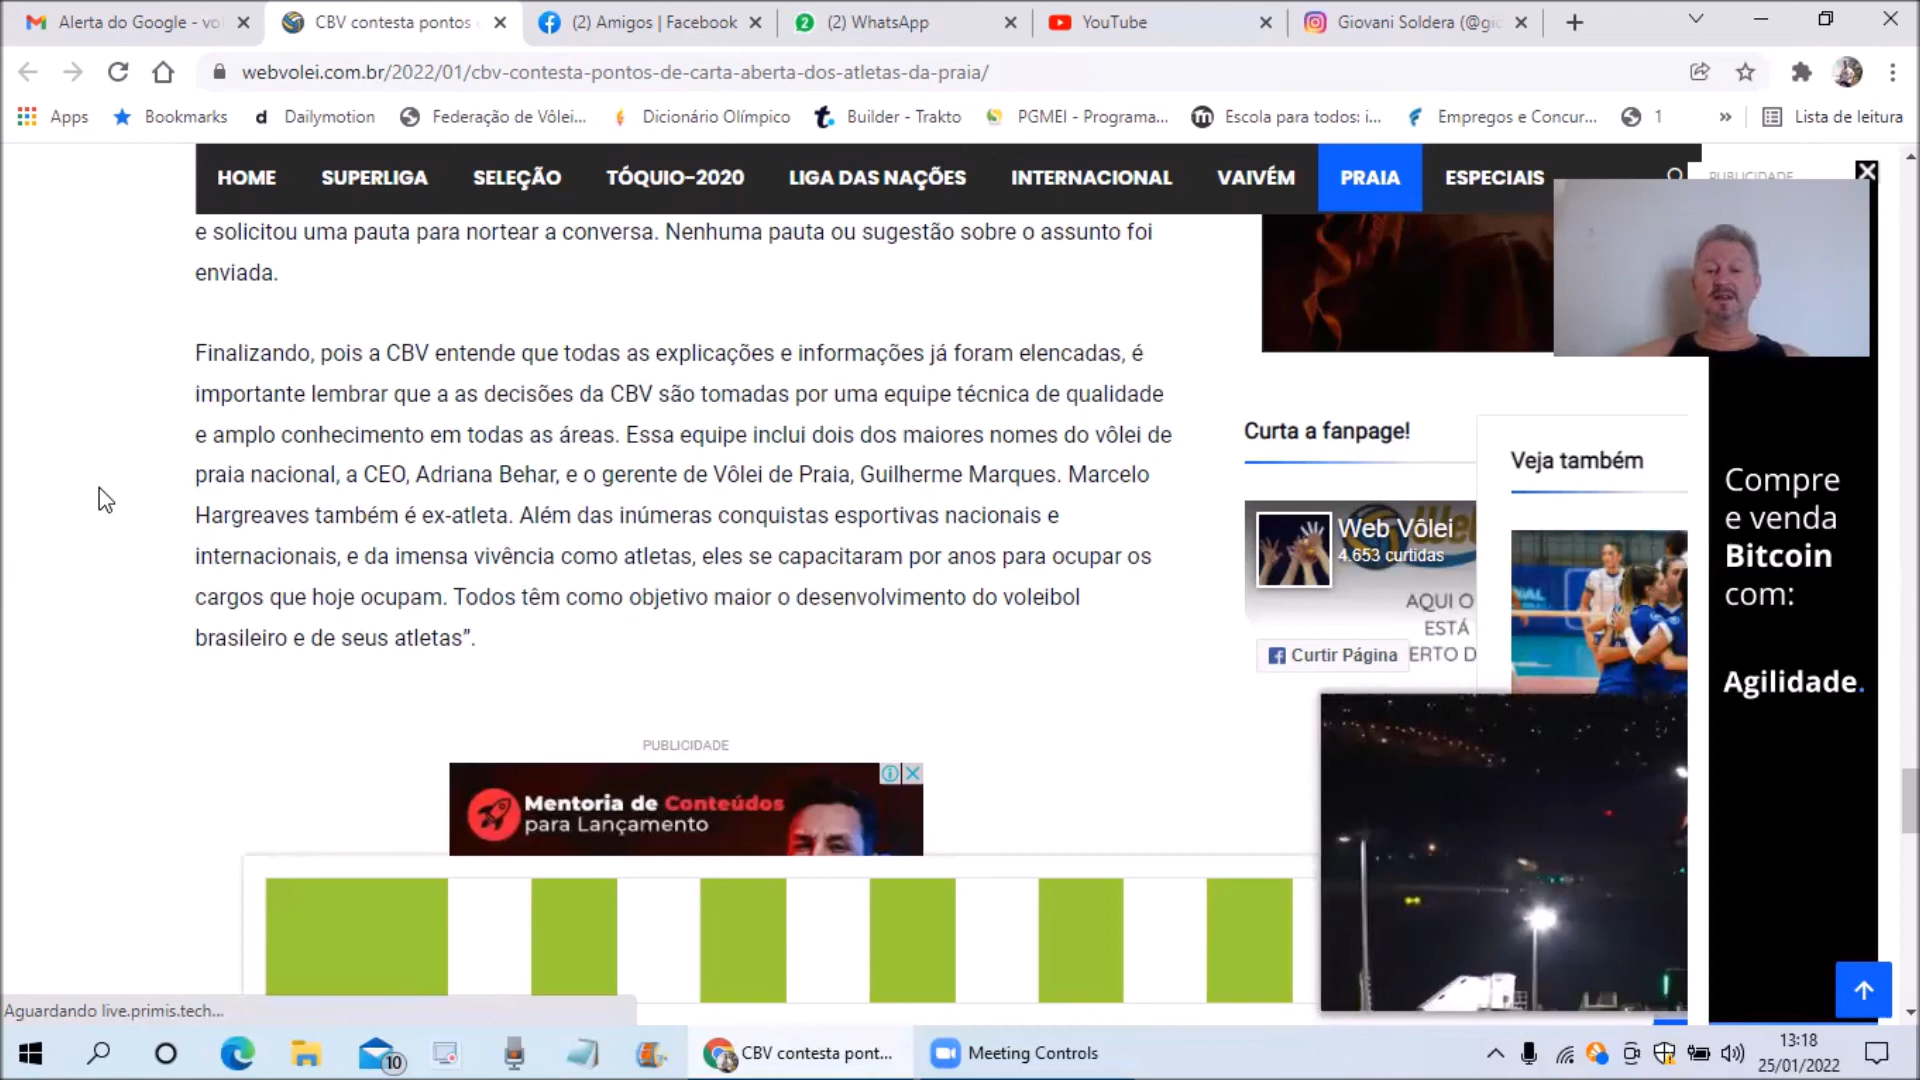 Alerta do Google - vo
CBV contesta pontos
(2) Amigos | Facebook
(2) WhatsApp
YouTube
Giovani Soldera (@gio
webvolei.com.br/2022/01/cbv-contesta-pontos-de-carta-aberta-dos-atletas-da-praia/
Apps
Bookmarks
d Dailymotion
Federação de Vôlei...
Dicionário Olímpico
t. Builder - Trakto
PGMEI - Programa...
m Escola para todos: i...
Empregos e Concur...
1
»
Lista de leitura
HOME SUPERLIGA SELEÇÃO TÓQUIO-2020 LIGA DAS NAÇÕES INTERNACIONAL VAIVÉM PRAIA ESPECIAIS
PUBLICIDADE
e solicitou uma pauta para nortear a conversa. Nenhuma pauta ou sugestão sobre o assunto foi
enviada.
Finalizando, pois a CBV entende que todas as explicações e informações já foram elencadas, é
importante lembrar que a as decisões da CBV são tomadas por uma equipe técnica de qualidade
e amplo conhecimento em todas as áreas. Essa equipe inclui dois dos maiores nomes do vôlei de
praia nacional, a CEO, Adriana Behar, e o gerente de Vôlei de Praia, Guilherme Marques. Marcelo
Hargreaves também é ex-atleta. Além das inúmeras conquistas esportivas nacionais e
internacionais, e da imensa vivência como atletas, eles se capacitaram por anos para ocupar os
cargos que hoje ocupam. Todos têm como objetivo maior o desenvolvimento do voleibol
brasileiro e de seus atletas”.
Curta a fanpage!
Web Vôlei
4.653 curtidas
AQUI O
ESTÁ
ERTO D
Curtir Página
Veja também
Compre
e venda
Bitcoin
com:
Agilidade.
PUBLICIDADE
Mentoria de Conteúdos
para Lançamento
Aguardando live.primis.tech...
10
CBV contesta pont...
Meeting Controls
13:18
25/01/2022